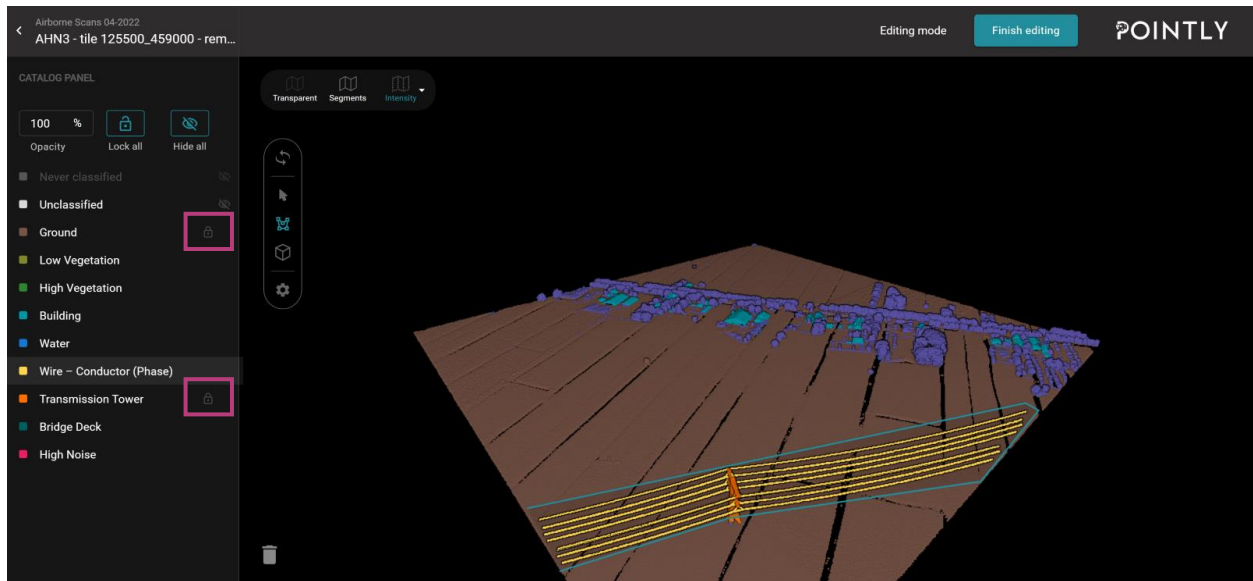 Airborne Scans 04-2022
AHN3 - tile 125500_459000 - rem...
Editing mode
Finish editing
POINTLY
CATALOG PANEL
100 %
Opacity
Lock all
Hide all
Transparent
Segments
Intensity
Never classified
Unclassified
Ground
Low Vegetation
High Vegetation
Building
Water
Wire – Conductor (Phase)
Transmission Tower
Bridge Deck
High Noise